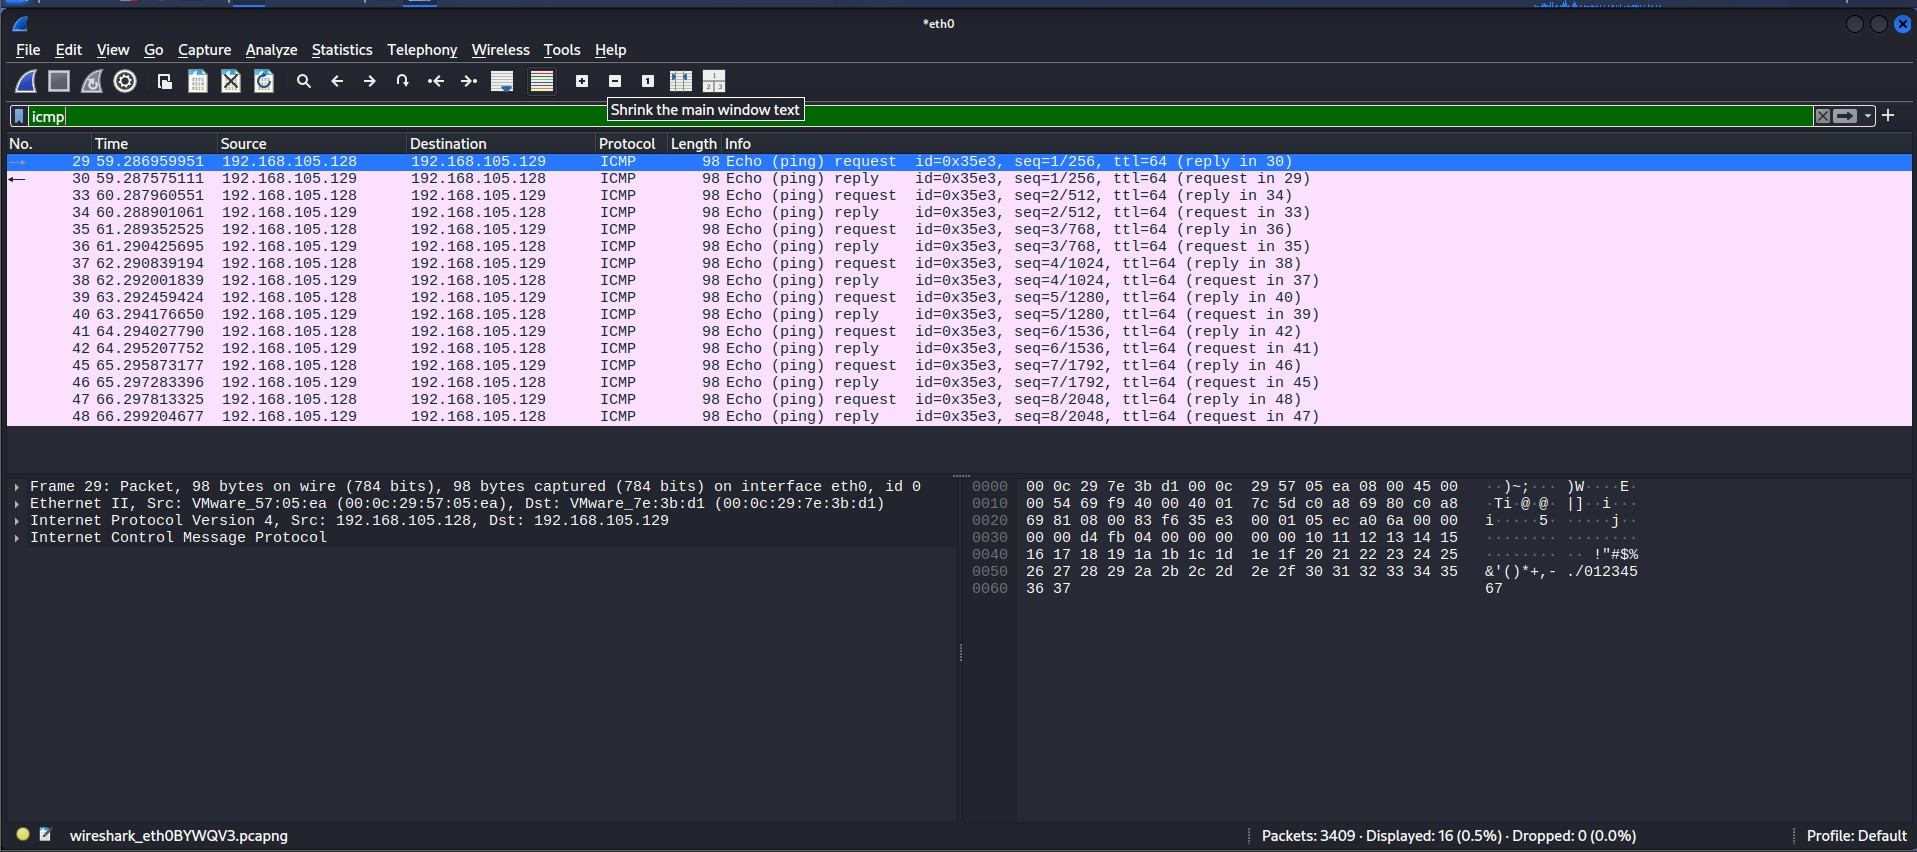 *eth0
File Edit View Go Capture Analyze Statistics Telephony Wireless Tools Help
Shrink the main window text
icmp
No. Time Source Destination Protocol Length Info
29 59.286959951 192.168.105.128 192.168.105.129 ICMP 98 Echo (ping) request id=0x35e3, seq=1/256, ttl=64 (reply in 30)
30 59.287575111 192.168.105.129 192.168.105.128 ICMP 98 Echo (ping) reply id=0x35e3, seq=1/256, ttl=64 (request in 29)
33 60.287960551 192.168.105.128 192.168.105.129 ICMP 98 Echo (ping) request id=0x35e3, seq=2/512, ttl=64 (reply in 34)
34 60.288901061 192.168.105.129 192.168.105.128 ICMP 98 Echo (ping) reply id=0x35e3, seq=2/512, ttl=64 (request in 33)
35 61.289352525 192.168.105.128 192.168.105.129 ICMP 98 Echo (ping) request id=0x35e3, seq=3/768, ttl=64 (reply in 36)
36 61.290425695 192.168.105.129 192.168.105.128 ICMP 98 Echo (ping) reply id=0x35e3, seq=3/768, ttl=64 (request in 35)
37 62.290839194 192.168.105.128 192.168.105.129 ICMP 98 Echo (ping) request id=0x35e3, seq=4/1024, ttl=64 (reply in 38)
38 62.292001839 192.168.105.129 192.168.105.128 ICMP 98 Echo (ping) reply id=0x35e3, seq=4/1024, ttl=64 (request in 37)
39 63.292459424 192.168.105.128 192.168.105.129 ICMP 98 Echo (ping) request id=0x35e3, seq=5/1280, ttl=64 (reply in 40)
40 63.294176650 192.168.105.129 192.168.105.128 ICMP 98 Echo (ping) reply id=0x35e3, seq=5/1280, ttl=64 (request in 39)
41 64.294027790 192.168.105.128 192.168.105.129 ICMP 98 Echo (ping) request id=0x35e3, seq=6/1536, ttl=64 (reply in 42)
42 64.295207752 192.168.105.129 192.168.105.128 ICMP 98 Echo (ping) reply id=0x35e3, seq=6/1536, ttl=64 (request in 41)
45 65.295873177 192.168.105.128 192.168.105.129 ICMP 98 Echo (ping) request id=0x35e3, seq=7/1792, ttl=64 (reply in 46)
46 65.297283396 192.168.105.129 192.168.105.128 ICMP 98 Echo (ping) reply id=0x35e3, seq=7/1792, ttl=64 (request in 45)
47 66.297813325 192.168.105.128 192.168.105.129 ICMP 98 Echo (ping) request id=0x35e3, seq=8/2048, ttl=64 (reply in 48)
48 66.299204677 192.168.105.129 192.168.105.128 ICMP 98 Echo (ping) reply id=0x35e3, seq=8/2048, ttl=64 (request in 47)
Frame 29: Packet, 98 bytes on wire (784 bits), 98 bytes captured (784 bits) on interface eth0, id 0
Ethernet II, Src: VMware_57:05:ea (00:0c:29:57:05:ea), Dst: VMware_7e:3b:d1 (00:0c:29:7e:3b:d1)
Internet Protocol Version 4, Src: 192.168.105.128, Dst: 192.168.105.129
Internet Control Message Protocol
0000 00 0c 29 7e 3b d1 00 0c 29 57 05 ea 08 00 45 00 ··)~;··· )W····E·
0010 00 54 69 f9 40 00 40 01 7c 5d c0 a8 69 80 c0 a8 ·Ti·@·@· |]··i···
0020 69 81 08 00 83 f6 35 e3 00 01 05 ec a0 6a 00 00 i·····5· ·····j··
0030 00 00 d4 fb 04 00 00 00 00 00 10 11 12 13 14 15 ········ ········
0040 16 17 18 19 1a 1b 1c 1d 1e 1f 20 21 22 23 24 25 ········ ·· !"#$%
0050 26 27 28 29 2a 2b 2c 2d 2e 2f 30 31 32 33 34 35 &'()*+,- ./012345
0060 36 37 67
wireshark_eth0BYWQV3.pcapng
Packets: 3409 · Displayed: 16 (0.5%) · Dropped: 0 (0.0%)
Profile: Default